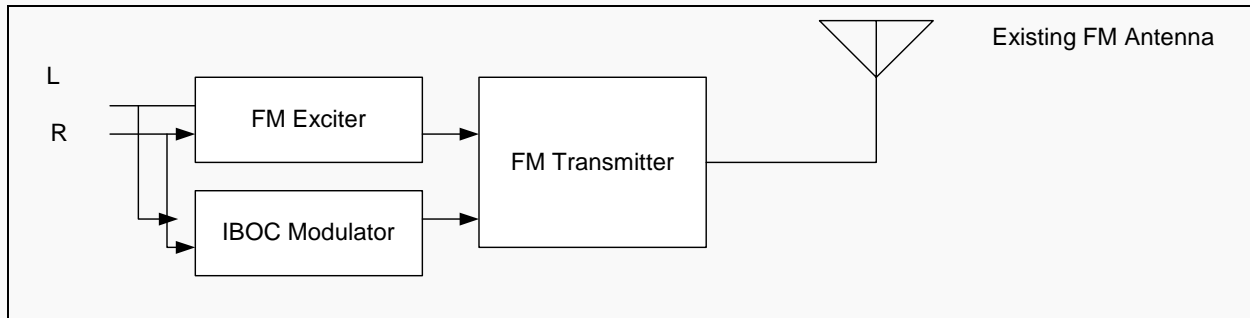 Existing FM Antenna
L
R
FM Exciter
FM Transmitter
IBOC Modulator